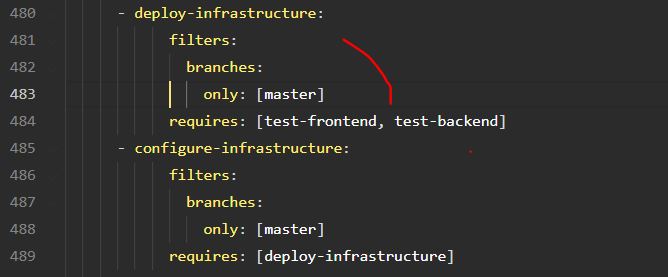 480 - deploy-infrastructure:
481 filters:
482 branches:
483 only: [master]
484 requires: [test-frontend, test-backend]
485 - configure-infrastructure:
486 filters:
487 branches:
488 only: [master]
489 requires: [deploy-infrastructure]